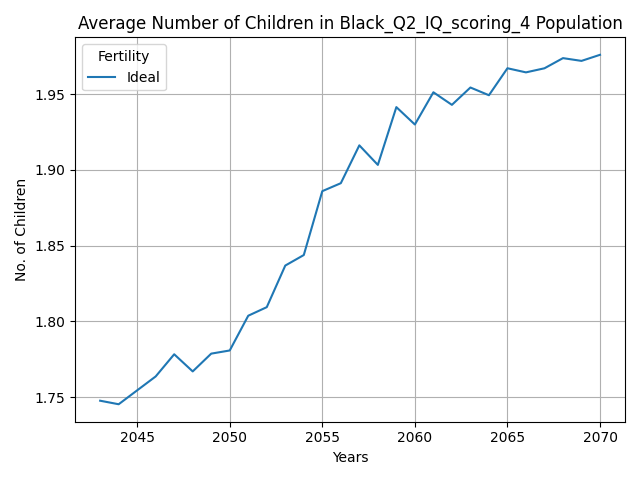 Average Number of Children in Black_Q2_IQ_scoring_4 Population
Fertility
Ideal
No. of Children
1.95
1.90
1.85
1.80
1.75
2045 2050 2055 2060 2065 2070
Years